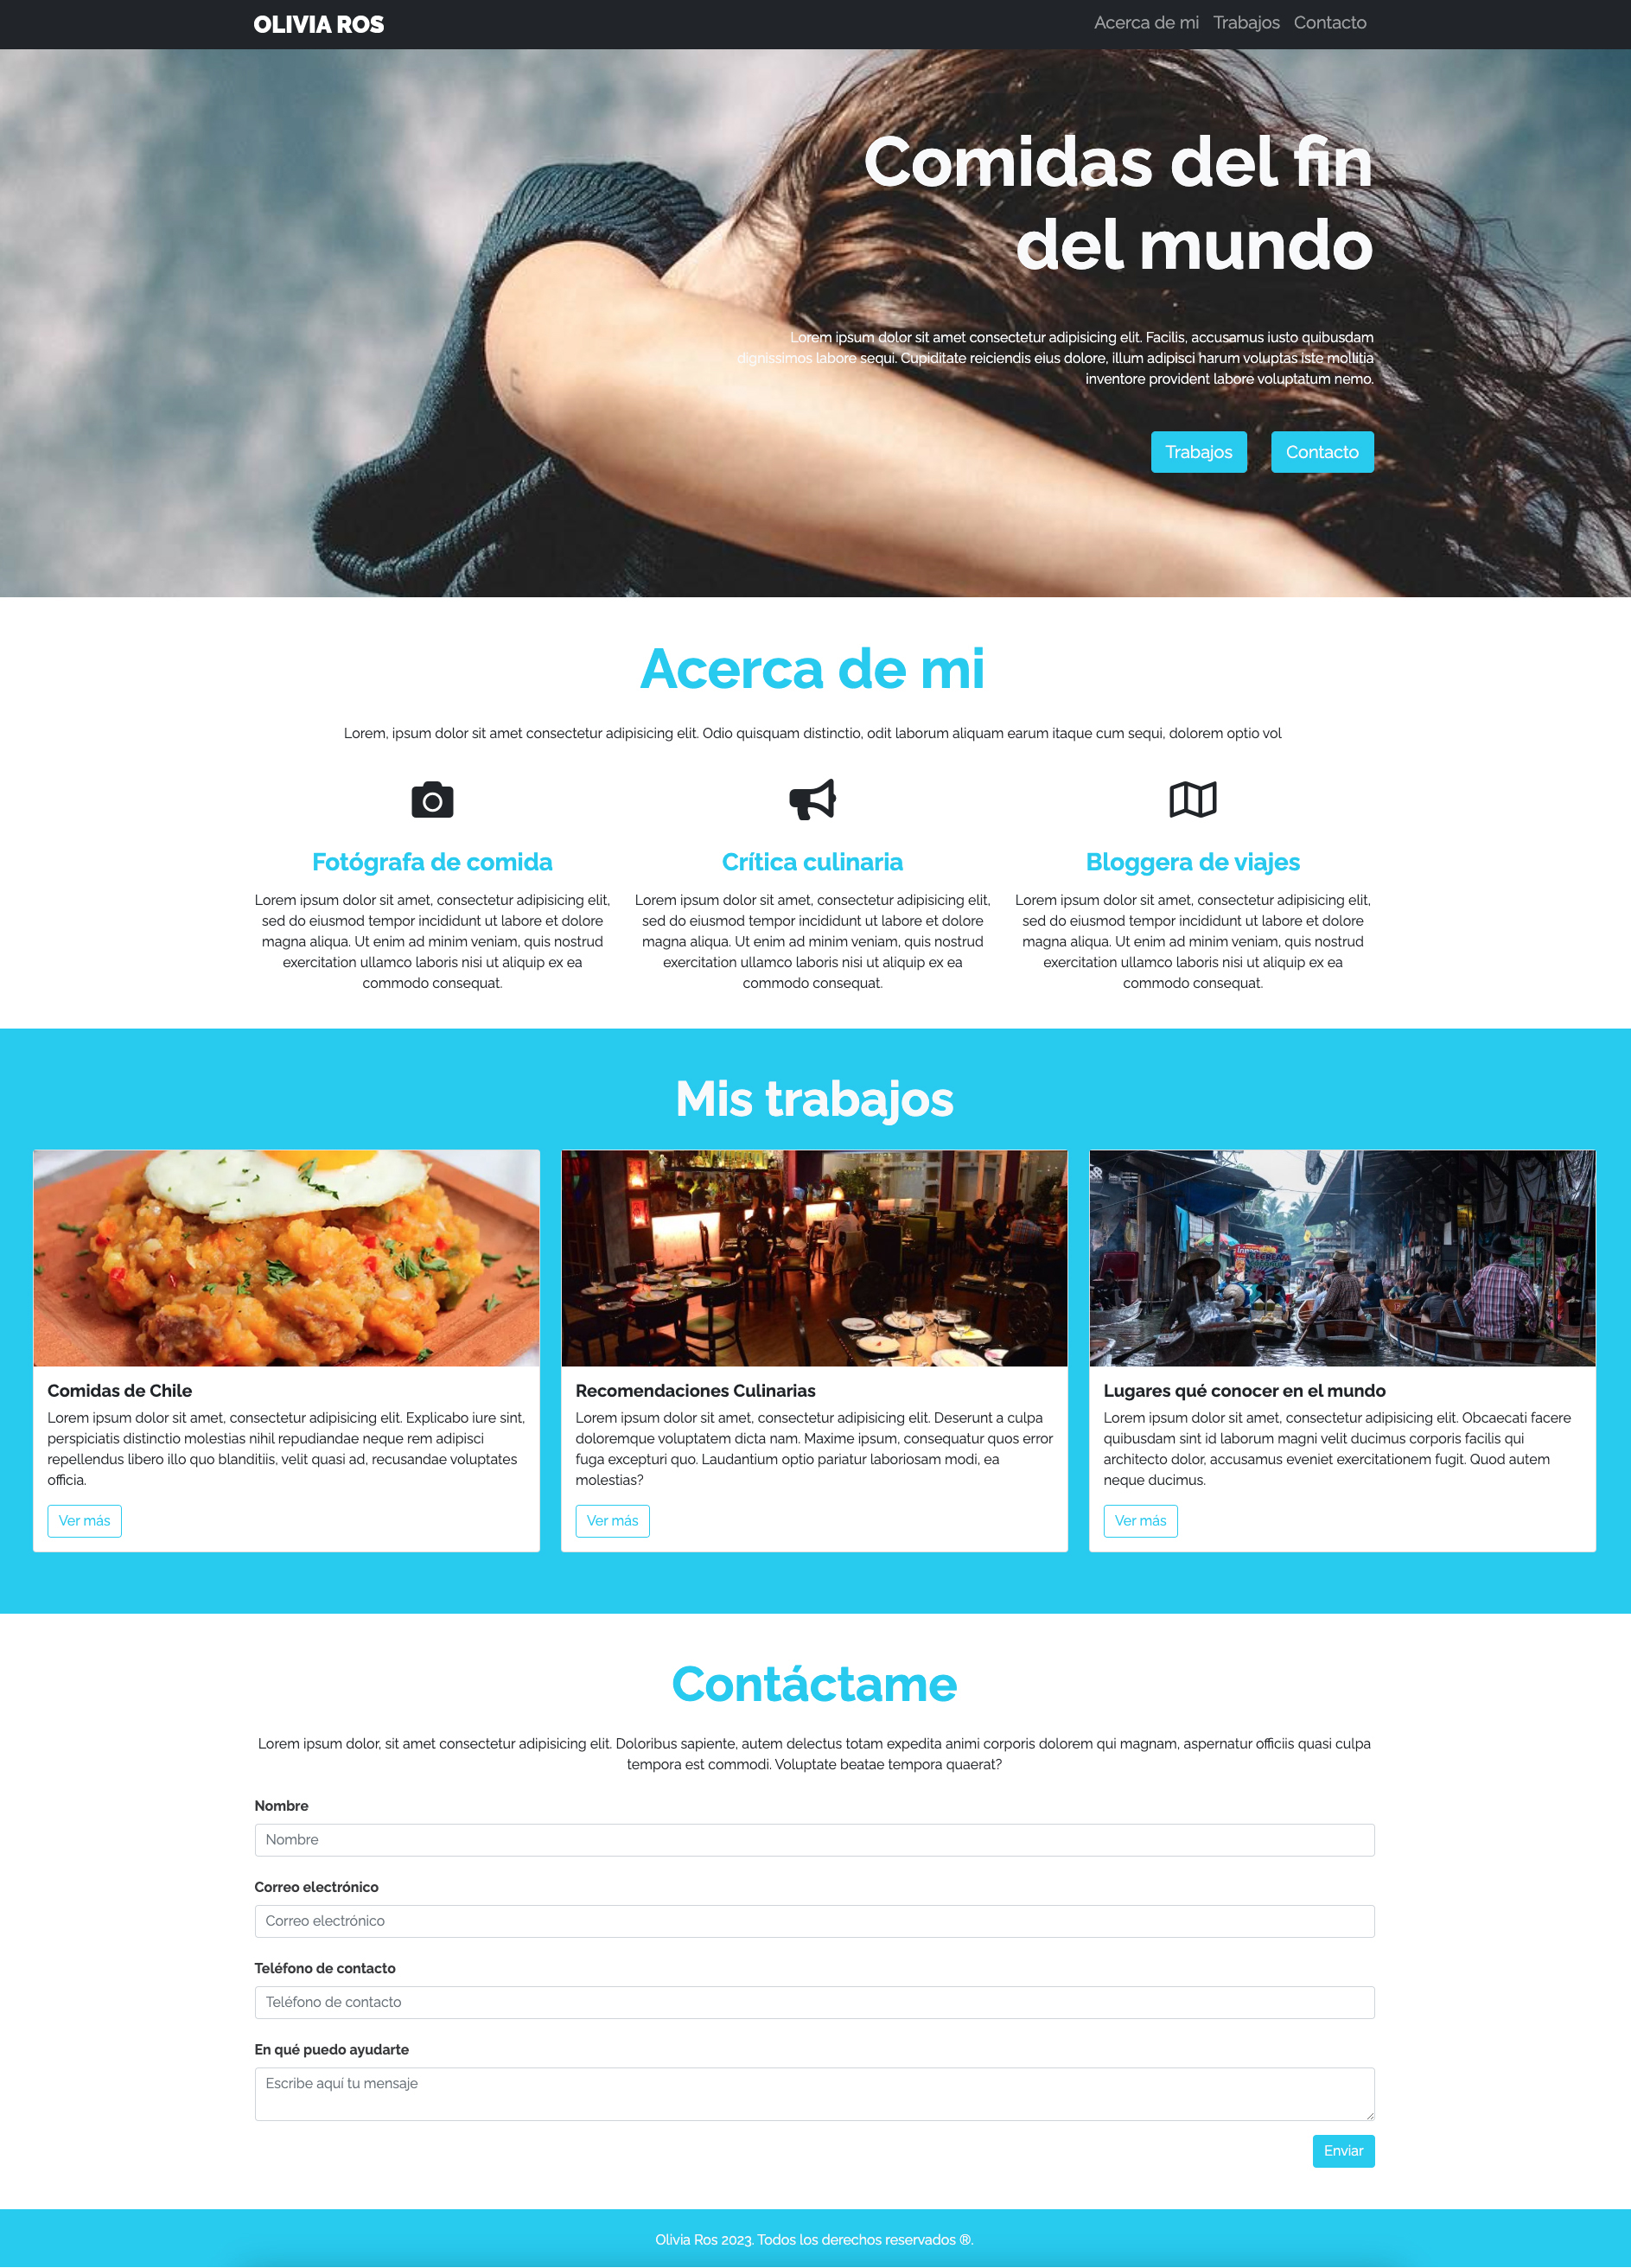 OLIVIA ROS
Acerca de mi Trabajos Contacto
Comidas del fin
del mundo
Lorem ipsum dolor sit amet consectetur adipisicing elit. Facilis, accusamus iusto quibusdam
dignissimos labore sequi. Cupiditate reiciendis eius dolore, illum adipisci harum voluptas iste mollitia
inventore provident labore voluptatum nemo.
Trabajos Contacto
Acerca de mi
Lorem, ipsum dolor sit amet consectetur adipisicing elit. Odio quisquam distinctio, odit laborum aliquam earum itaque cum sequi, dolorem optio vol
Fotógrafa de comida
Lorem ipsum dolor sit amet, consectetur adipisicing elit,
sed do eiusmod tempor incididunt ut labore et dolore
magna aliqua. Ut enim ad minim veniam, quis nostrud
exercitation ullamco laboris nisi ut aliquip ex ea
commodo consequat.
Crítica culinaria
Lorem ipsum dolor sit amet, consectetur adipisicing elit,
sed do eiusmod tempor incididunt ut labore et dolore
magna aliqua. Ut enim ad minim veniam, quis nostrud
exercitation ullamco laboris nisi ut aliquip ex ea
commodo consequat.
Bloggera de viajes
Lorem ipsum dolor sit amet, consectetur adipisicing elit,
sed do eiusmod tempor incididunt ut labore et dolore
magna aliqua. Ut enim ad minim veniam, quis nostrud
exercitation ullamco laboris nisi ut aliquip ex ea
commodo consequat.
Mis trabajos
Comidas de Chile
Lorem ipsum dolor sit amet, consectetur adipisicing elit. Explicabo iure sint,
perspiciatis distinctio molestias nihil repudiandae neque rem adipisci
repellendus libero illo quo blanditiis, velit quasi ad, recusandae voluptates
officia.
Ver más
Recomendaciones Culinarias
Lorem ipsum dolor sit amet, consectetur adipisicing elit. Deserunt a culpa
doloremque voluptatem dicta nam. Maxime ipsum, consequatur quos error
fuga excepturi quo. Laudantium optio pariatur laboriosam modi, ea
molestias?
Ver más
Lugares qué conocer en el mundo
Lorem ipsum dolor sit amet, consectetur adipisicing elit. Obcaecati facere
quibusdam sint id laborum magni velit ducimus corporis facilis qui
architecto dolor, accusamus eveniet exercitationem fugit. Quod autem
neque ducimus.
Ver más
Contáctame
Lorem ipsum dolor, sit amet consectetur adipisicing elit. Doloribus sapiente, autem delectus totam expedita animi corporis dolorem qui magnam, aspernatur officiis quasi culpa
tempora est commodi. Voluptate beatae tempora quaerat?
Nombre
Nombre
Correo electrónico
Correo electrónico
Teléfono de contacto
Teléfono de contacto
En qué puedo ayudarte
Escribe aquí tu mensaje
Enviar
Olivia Ros 2023. Todos los derechos reservados ®.